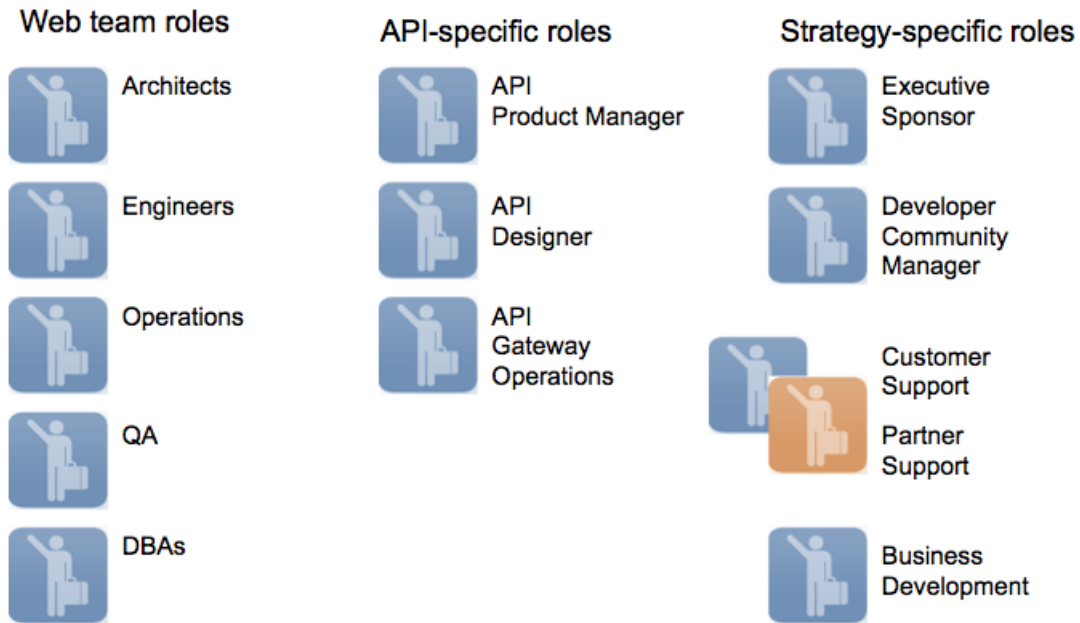 Web team roles
Architects
Engineers
Operations
QA
DBAs
API-specific roles
API
Product Manager
API
Designer
API
Gateway
Operations
Strategy-specific roles
Executive
Sponsor
Developer
Community
Manager
Customer
Support
Partner
Support
Business
Development